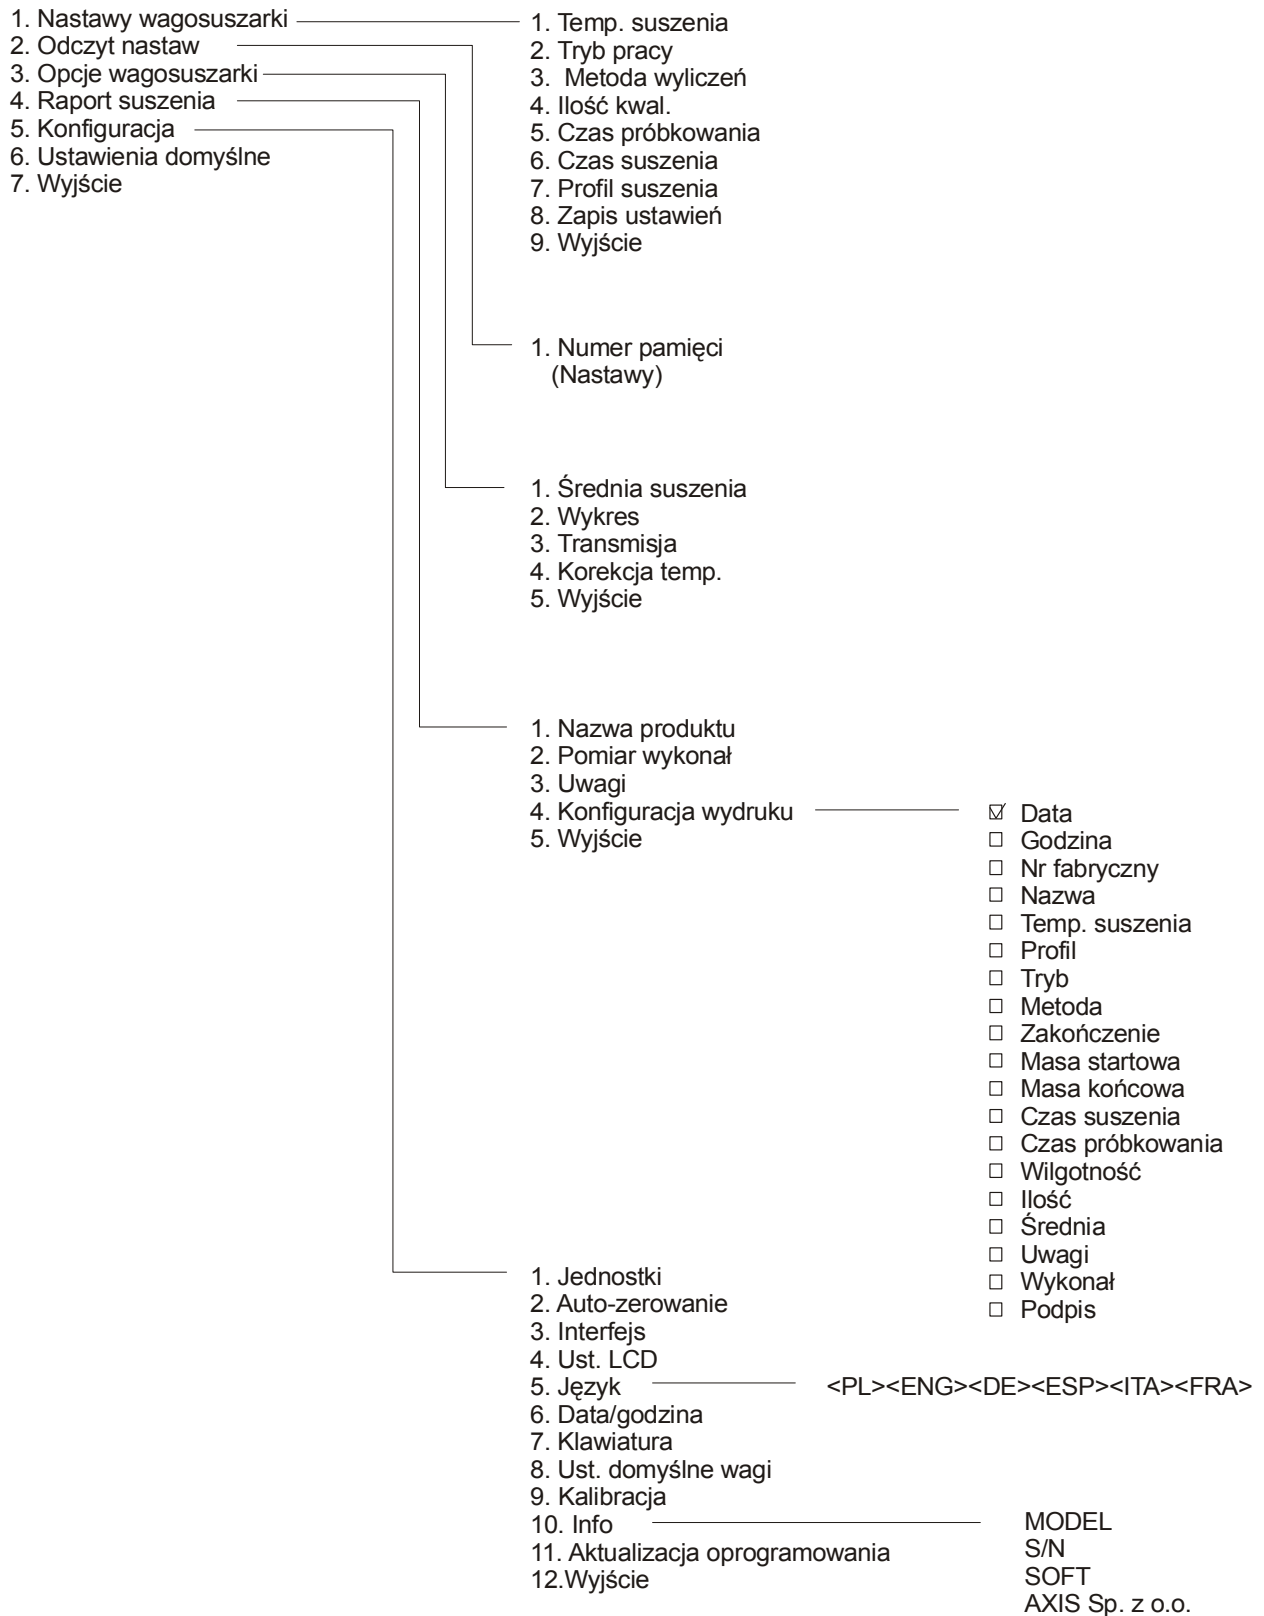 1. Nastawy wagosuszarki
2. Odczyt nastaw
3. Opcje wagosuszarki
4. Raport suszenia
5. Konfiguracja
6. Ustawienia domyślne
7. Wyjście
1. Temp. suszenia
2. Tryb pracy
3. Metoda wyliczeń
4. Ilość kwal.
5. Czas próbkowania
6. Czas suszenia
7. Profil suszenia
8. Zapis ustawień
9. Wyjście
1. Numer pamięci
(Nastawy)
1. Średnia suszenia
2. Wykres
3. Transmisja
4. Korekcja temp.
5. Wyjście
1. Nazwa produktu
2. Pomiar wykonał
3. Uwagi
4. Konfiguracja wydruku
5. Wyjście
☑ Data
☐ Godzina
☐ Nr fabryczny
☐ Nazwa
☐ Temp. suszenia
☐ Profil
☐ Tryb
☐ Metoda
☐ Zakończenie
☐ Masa startowa
☐ Masa końcowa
☐ Czas suszenia
☐ Czas próbkowania
☐ Wilgotność
☐ Ilość
☐ Średnia
☐ Uwagi
☐ Wykonał
☐ Podpis
1. Jednostki
2. Auto-zerowanie
3. Interfejs
4. Ust. LCD
5. Język
<PL><ENG><DE><ESP><ITA><FRA>
6. Data/godzina
7. Klawiatura
8. Ust. domyślne wagi
9. Kalibracja
10. Info
11. Aktualizacja oprogramowania
12.Wyjście
MODEL
S/N
SOFT
AXIS Sp. z o.o.